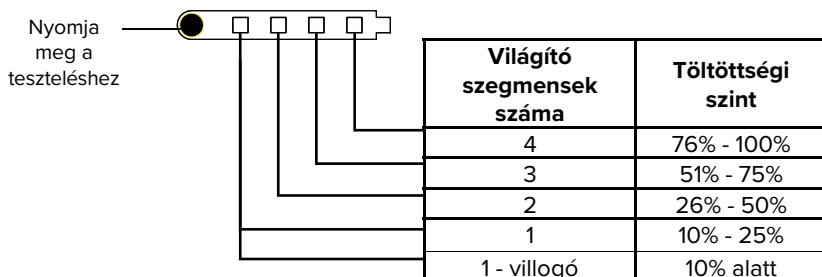 Nyomja
meg a
teszteléshez
Világító
szegmensek
száma
Töltöttségi
szint
4 76% - 100%
3 51% - 75%
2 26% - 50%
1 10% - 25%
1 - villogó 10% alatt